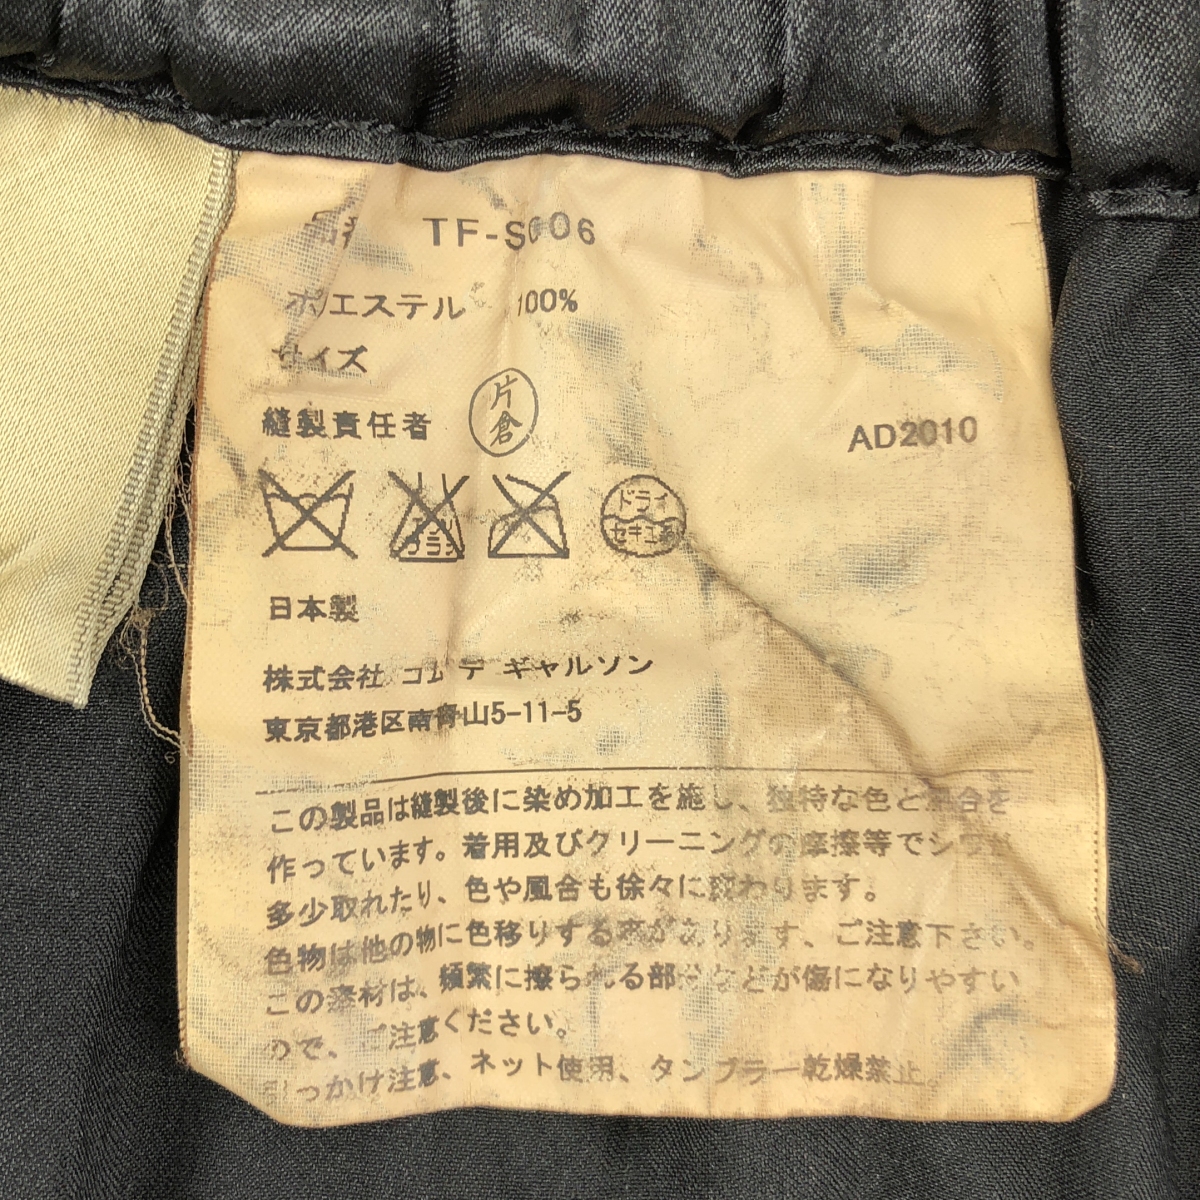 品番 TF-S006
ポリエステル 100%
サイズ
縫製責任者 片倉
AD2010
ドライ
セキユ系
日本製
株式会社 コム デ ギャルソン
東京都港区南青山5-11-5
この製品は縫製後に染め加工を施し、独特な色と風合を
作っています。着用及びクリーニングの摩擦等でシワが
多少取れたり、色や風合も徐々に変わります。
色物は他の物に色移りする事があります、ご注意下さい。
この素材は、頻繁に擦られる部分などが傷になりやすい
ので、ご注意ください。
引っかけ注意、ネット使用、タンブラー乾燥禁止。